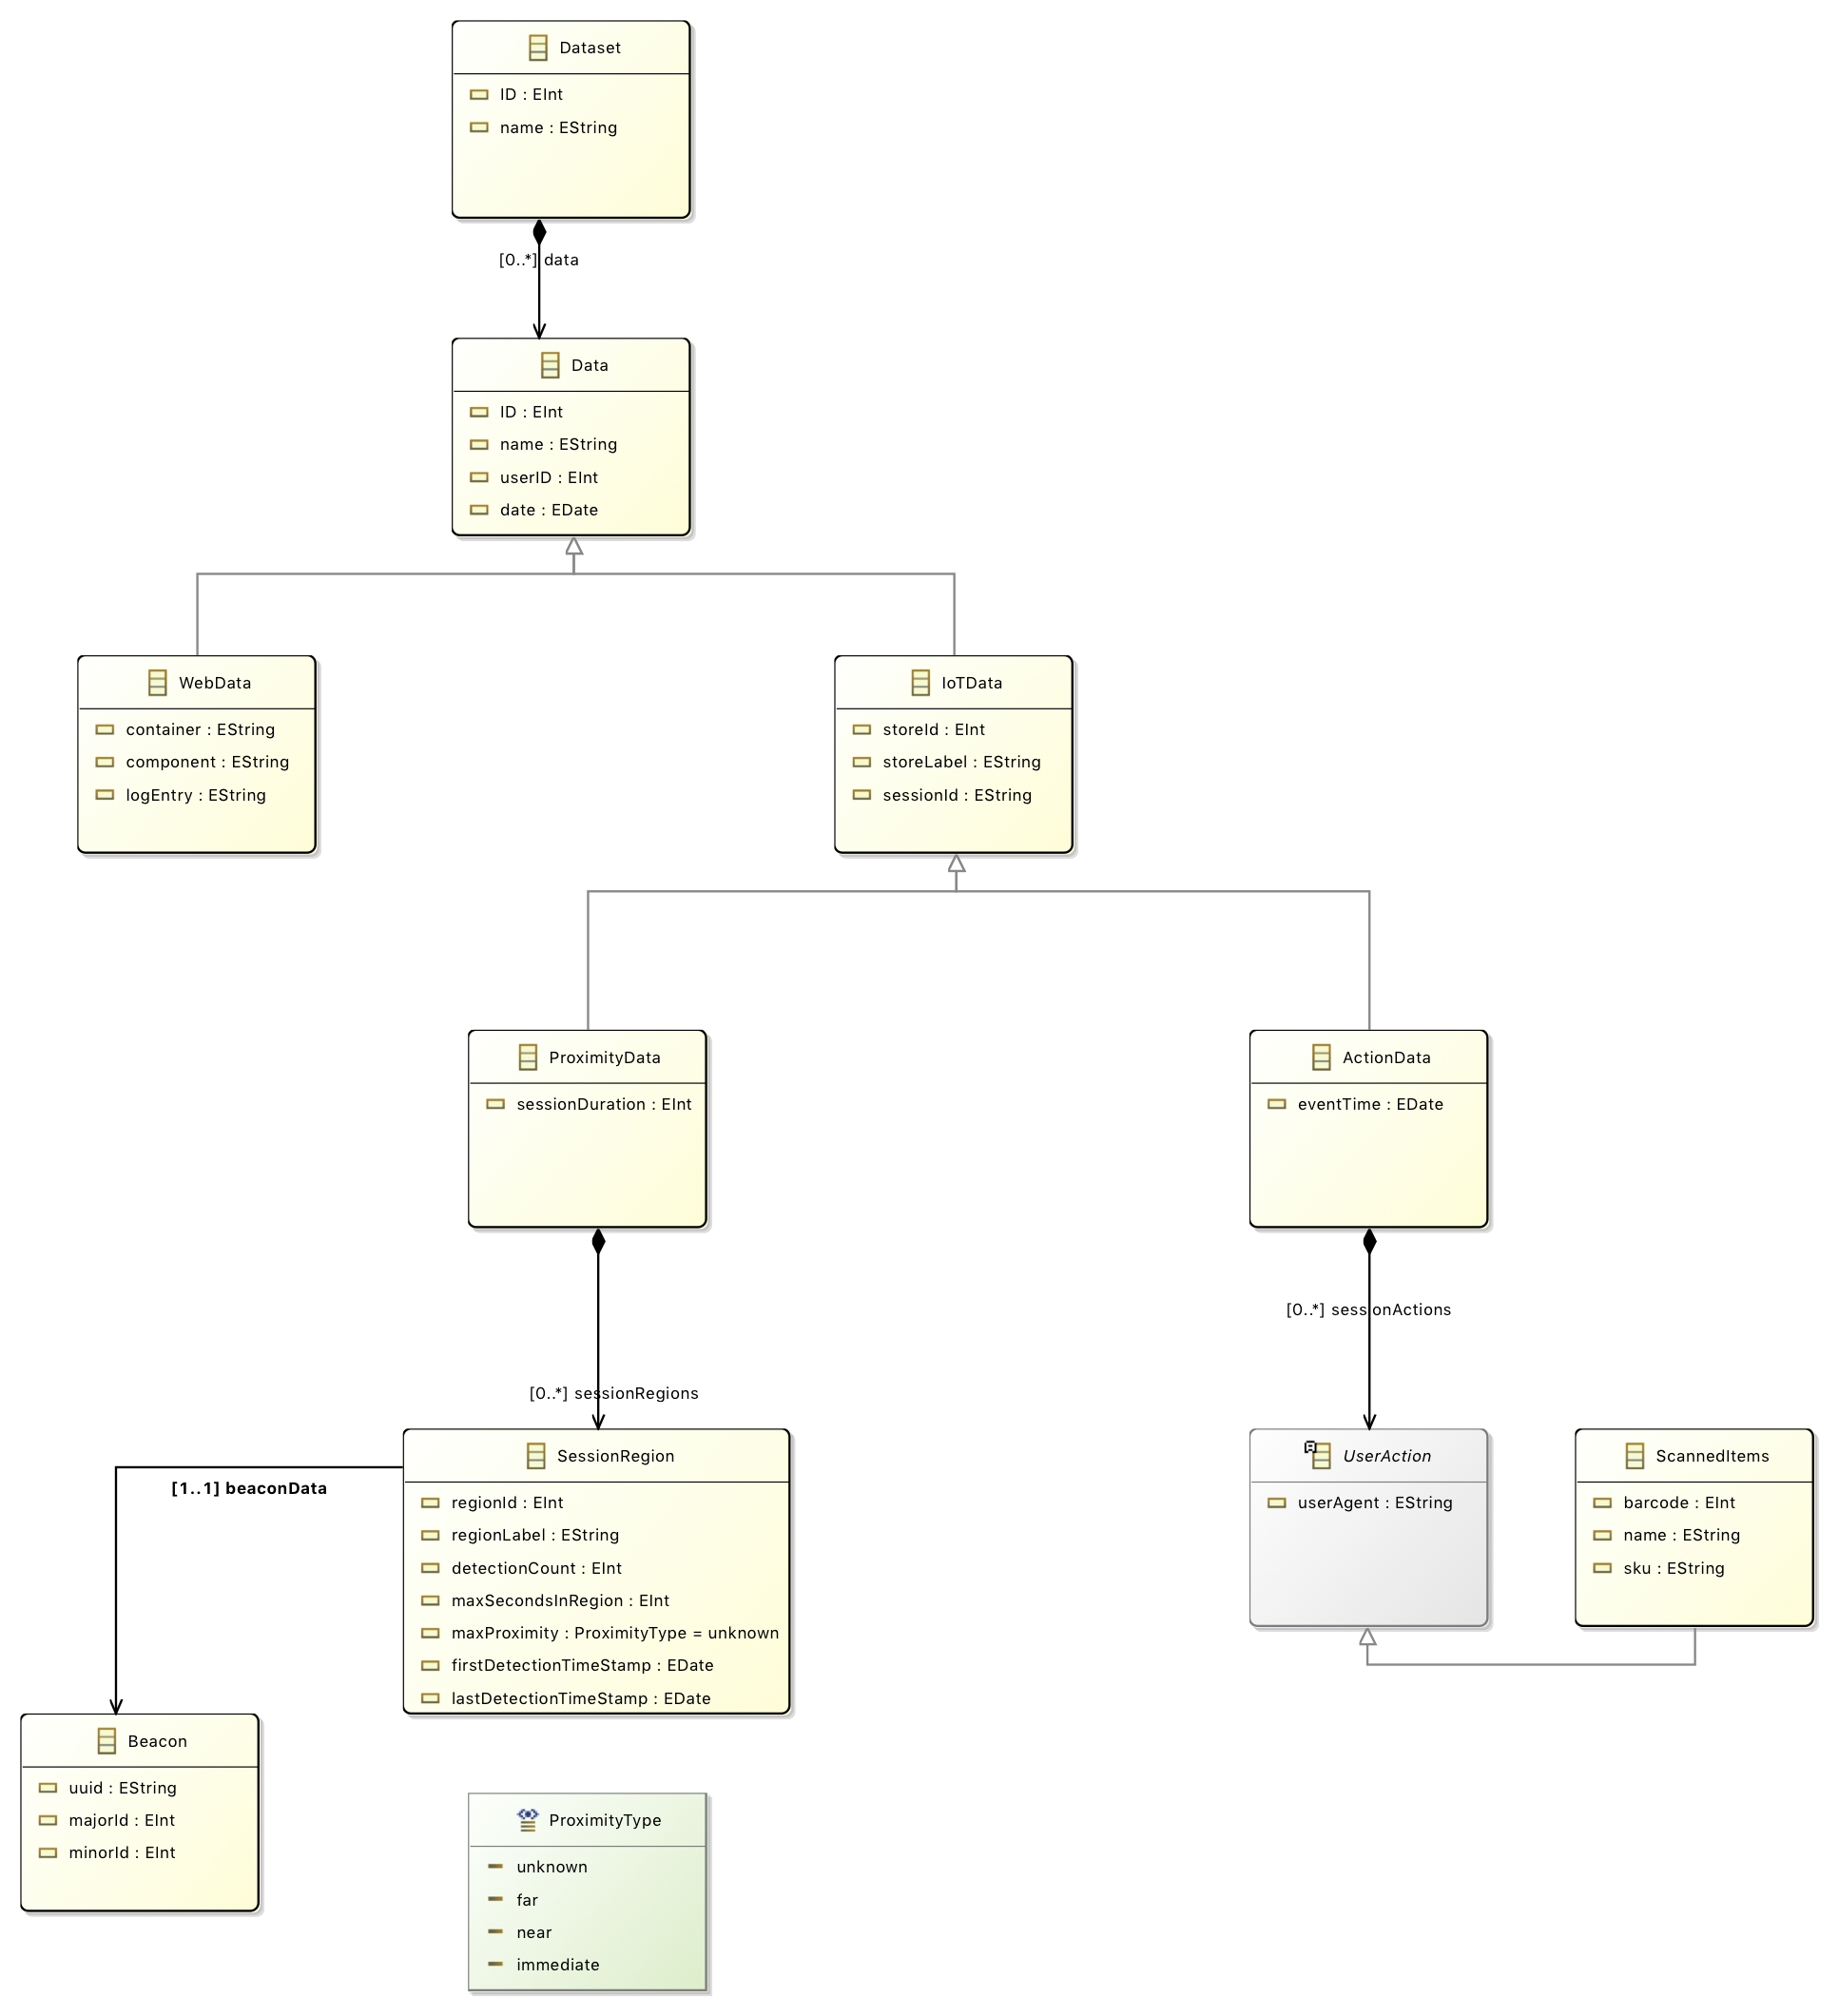 Dataset
ID : EInt
name : EString
[0..*] data
Data
ID : EInt
name : EString
userID : EInt
date : EDate
WebData
container : EString
component : EString
logEntry : EString
IoTData
storeId : EInt
storeLabel : EString
sessionId : EString
ProximityData
sessionDuration : EInt
ActionData
eventTime : EDate
[0..*] sessionActions
[0..*] sessionRegions
SessionRegion
regionId : EInt
regionLabel : EString
detectionCount : EInt
maxSecondsInRegion : EInt
maxProximity : ProximityType = unknown
firstDetectionTimeStamp : EDate
lastDetectionTimeStamp : EDate
UserAction
userAgent : EString
ScannedItems
barcode : EInt
name : EString
sku : EString
[1..1] beaconData
Beacon
uuid : EString
majorId : EInt
minorId : EInt
ProximityType
unknown
far
near
immediate